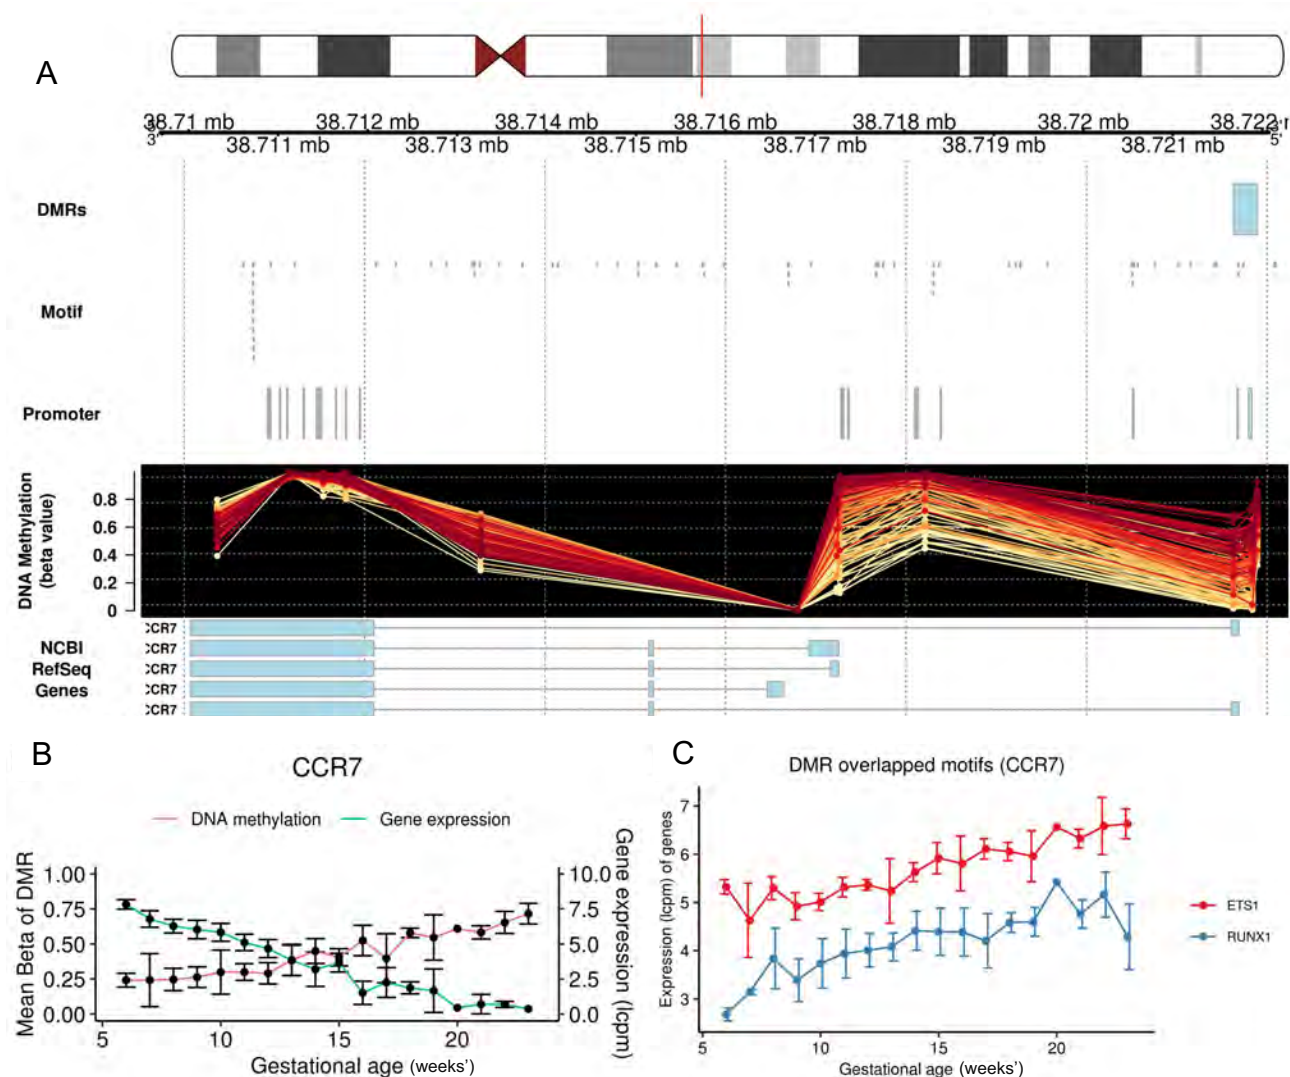 A
38.71 mb 38.712 mb 38.714 mb 38.716 mb 38.718 mb 38.72 mb
3' 5'
38.711 mb 38.713 mb 38.715 mb 38.717 mb 38.719 mb 38.721 mb
DMRs
Motif
Promoter
DNA Methylation
(beta value)
0.8
0.6
0.4
0.2
0
CCR7
NCBI CCR7
RefSeq CCR7
Genes CCR7
CCR7
B
CCR7
DNA methylation Gene expression
Mean Beta of DMR
1.00
0.75
0.50
0.25
0.00
10.0
7.5
5.0
2.5
0.0
Gene expression (lcpm)
5 10 15 20
Gestational age (weeks')
C
DMR overlapped motifs (CCR7)
Expression (lcpm) of genes
7
6
5
4
3
5 10 15 20
Gestational age (weeks')
ETS1
RUNX1